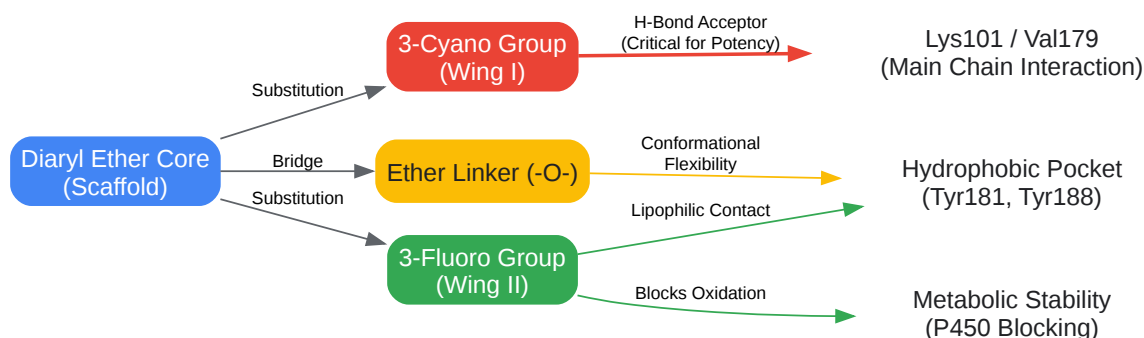 Diaryl Ether Core
(Scaffold)
Substitution
Bridge
Substitution
3-Cyano Group
(Wing I)
Ether Linker (-O-)
3-Fluoro Group
(Wing II)
H-Bond Acceptor
(Critical for Potency)
Conformational
Flexibility
Lipophilic Contact
Blocks Oxidation
Lys101 / Val179
(Main Chain Interaction)
Hydrophobic Pocket
(Tyr181, Tyr188)
Metabolic Stability
(P450 Blocking)